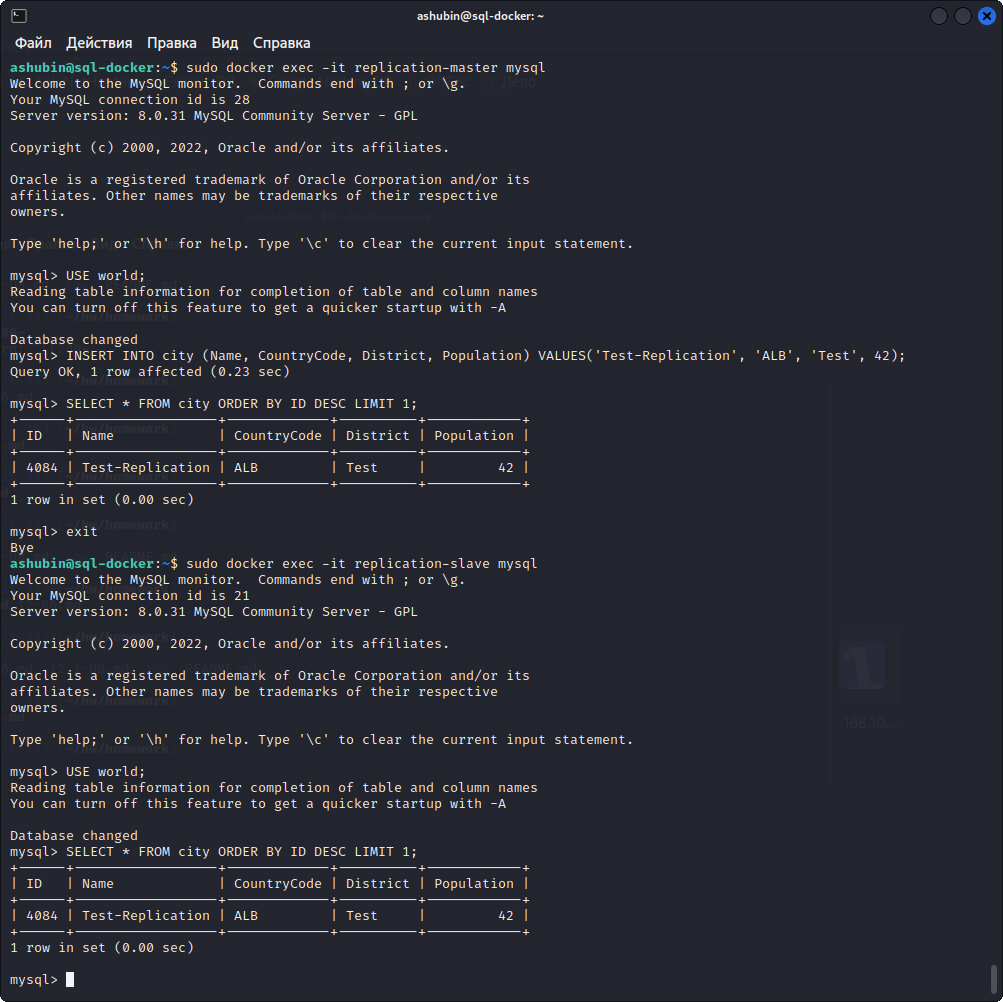 ashubin@sql-docker: ~
Файл Действия Правка Вид Справка
ashubin@sql-docker:~$ sudo docker exec -it replication-master mysql
Welcome to the MySQL monitor.  Commands end with ; or \g.
Your MySQL connection id is 28
Server version: 8.0.31 MySQL Community Server - GPL
Copyright (c) 2000, 2022, Oracle and/or its affiliates.
Oracle is a registered trademark of Oracle Corporation and/or its
affiliates. Other names may be trademarks of their respective
owners.
Type 'help;' or '\h' for help. Type '\c' to clear the current input statement.
mysql> USE world;
Reading table information for completion of table and column names
You can turn off this feature to get a quicker startup with -A
Database changed
mysql> INSERT INTO city (Name, CountryCode, District, Population) VALUES('Test-Replication', 'ALB', 'Test', 42);
Query OK, 1 row affected (0.23 sec)
mysql> SELECT * FROM city ORDER BY ID DESC LIMIT 1;
+------+------------------+-------------+----------+------------+
| ID   | Name             | CountryCode | District | Population |
+------+------------------+-------------+----------+------------+
| 4084 | Test-Replication | ALB         | Test     |         42 |
+------+------------------+-------------+----------+------------+
1 row in set (0.00 sec)
mysql> exit
Bye
ashubin@sql-docker:~$ sudo docker exec -it replication-slave mysql
Welcome to the MySQL monitor.  Commands end with ; or \g.
Your MySQL connection id is 21
Server version: 8.0.31 MySQL Community Server - GPL
Copyright (c) 2000, 2022, Oracle and/or its affiliates.
Oracle is a registered trademark of Oracle Corporation and/or its
affiliates. Other names may be trademarks of their respective
owners.
Type 'help;' or '\h' for help. Type '\c' to clear the current input statement.
mysql> USE world;
Reading table information for completion of table and column names
You can turn off this feature to get a quicker startup with -A
Database changed
mysql> SELECT * FROM city ORDER BY ID DESC LIMIT 1;
+------+------------------+-------------+----------+------------+
| ID   | Name             | CountryCode | District | Population |
+------+------------------+-------------+----------+------------+
| 4084 | Test-Replication | ALB         | Test     |         42 |
+------+------------------+-------------+----------+------------+
1 row in set (0.00 sec)
mysql>